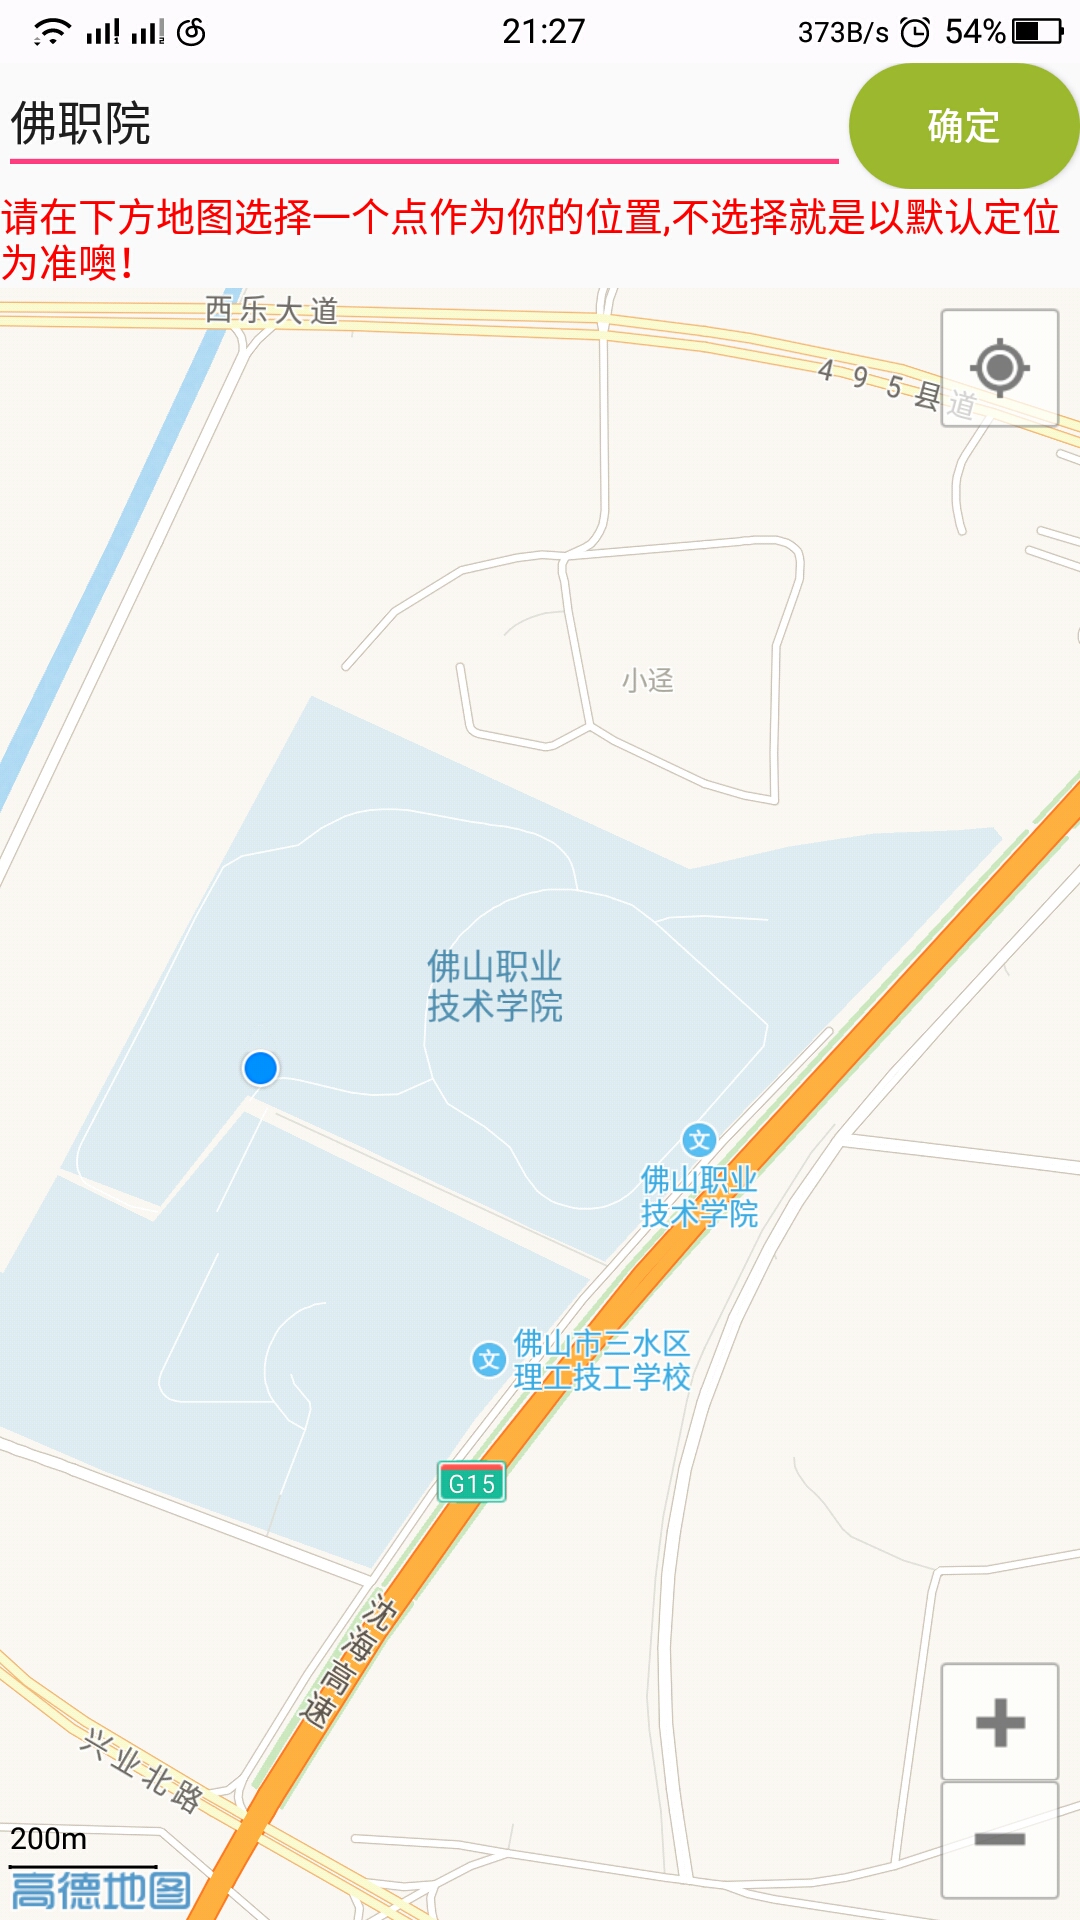 21:27
373B/s
54%
佛职院
确定
请在下方地图选择一个点作为你的位置,不选择就是以默认定位
为准噢!
西乐大道
495县道
小迳
佛山职业
技术学院
文
佛山职业
技术学院
文
佛山市三水区
理工技工学校
G15
沈海高速
兴业北路
200m
高德地图